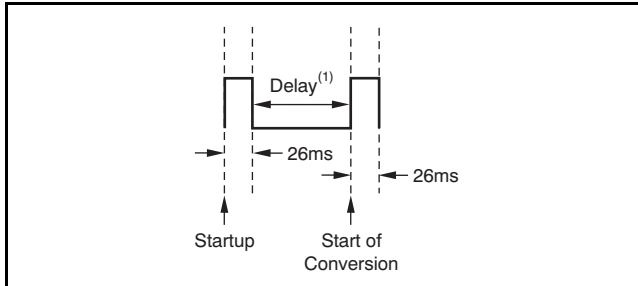 Delay(1)
26ms
26ms
Startup
Start of
Conversion